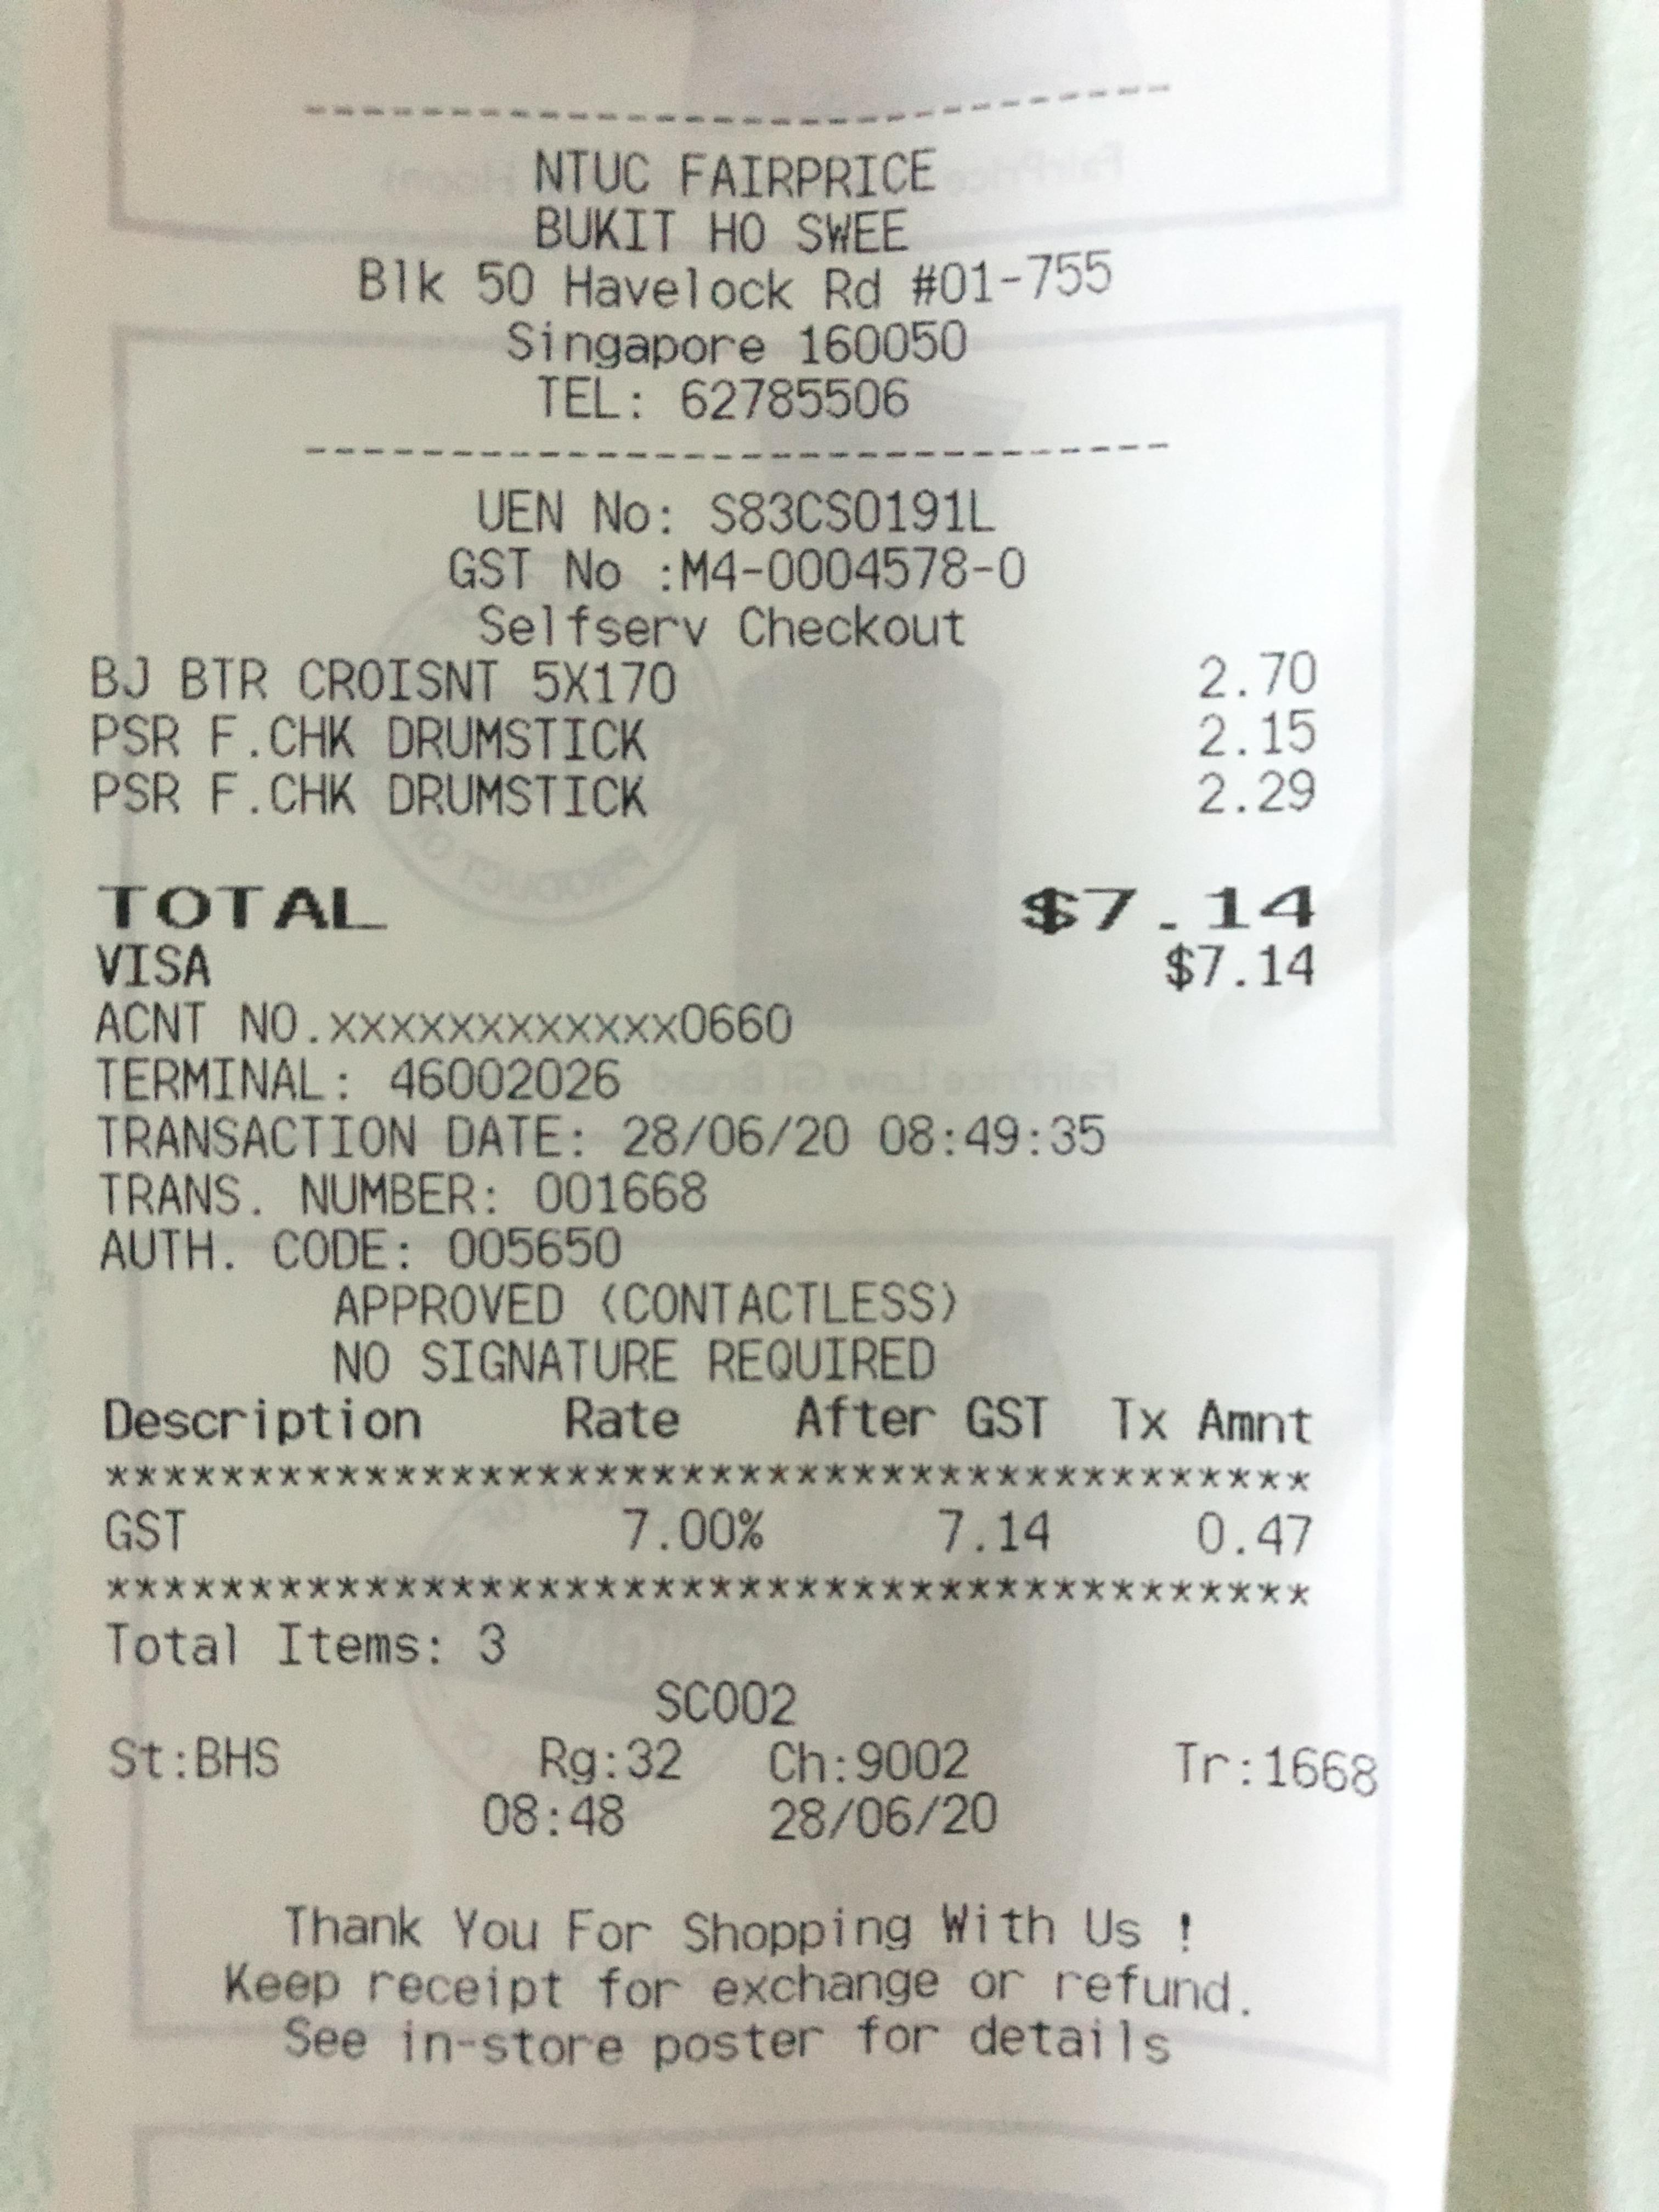 --------------------------------
NTUC FAIRPRICE
BUKIT HO SWEE
Blk 50 Havelock Rd #01-755
Singapore 160050
TEL: 62785506
--------------------------------
UEN No: S83CS0191L
GST No :M4-0004578-0
Selfserv Checkout
BJ BTR CROISNT 5X170 2.70
PSR F.CHK DRUMSTICK 2.15
PSR F.CHK DRUMSTICK 2.29
TOTAL $7.14
VISA $7.14
ACNT NO.xxxxxxxxxxxx0660
TERMINAL: 46002026
TRANSACTION DATE: 28/06/20 08:49:35
TRANS. NUMBER: 001668
AUTH. CODE: 005650
APPROVED (CONTACTLESS)
NO SIGNATURE REQUIRED
Description Rate After GST Tx Amnt
******************************************
GST 7.00% 7.14 0.47
******************************************
Total Items: 3
SC002
St:BHS Rg:32 Ch:9002 Tr:1668
08:48 28/06/20
Thank You For Shopping With Us !
Keep receipt for exchange or refund.
See in-store poster for details